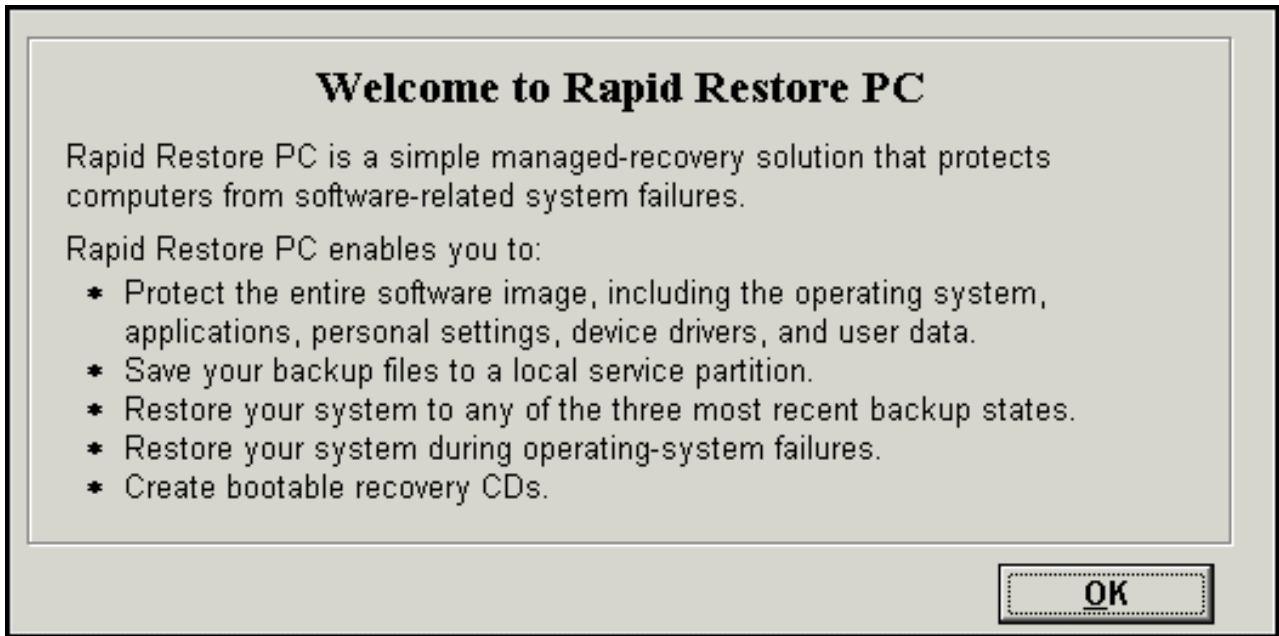 Welcome to Rapid Restore PC
Rapid Restore PC is a simple managed-recovery solution that protects
computers from software-related system failures.
Rapid Restore PC enables you to:
* Protect the entire software image, including the operating system,
applications, personal settings, device drivers, and user data.
* Save your backup files to a local service partition.
* Restore your system to any of the three most recent backup states.
* Restore your system during operating-system failures.
* Create bootable recovery CDs.
OK